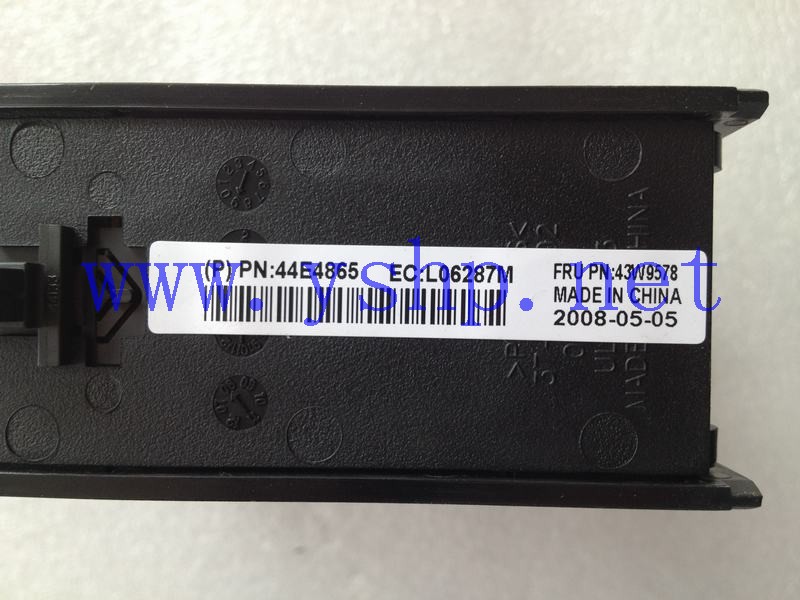 (P) PN:44E4865 EC:L06287M
FRU PN:43W9578
MADE IN CHINA
2008-05-05
www.yshp.net